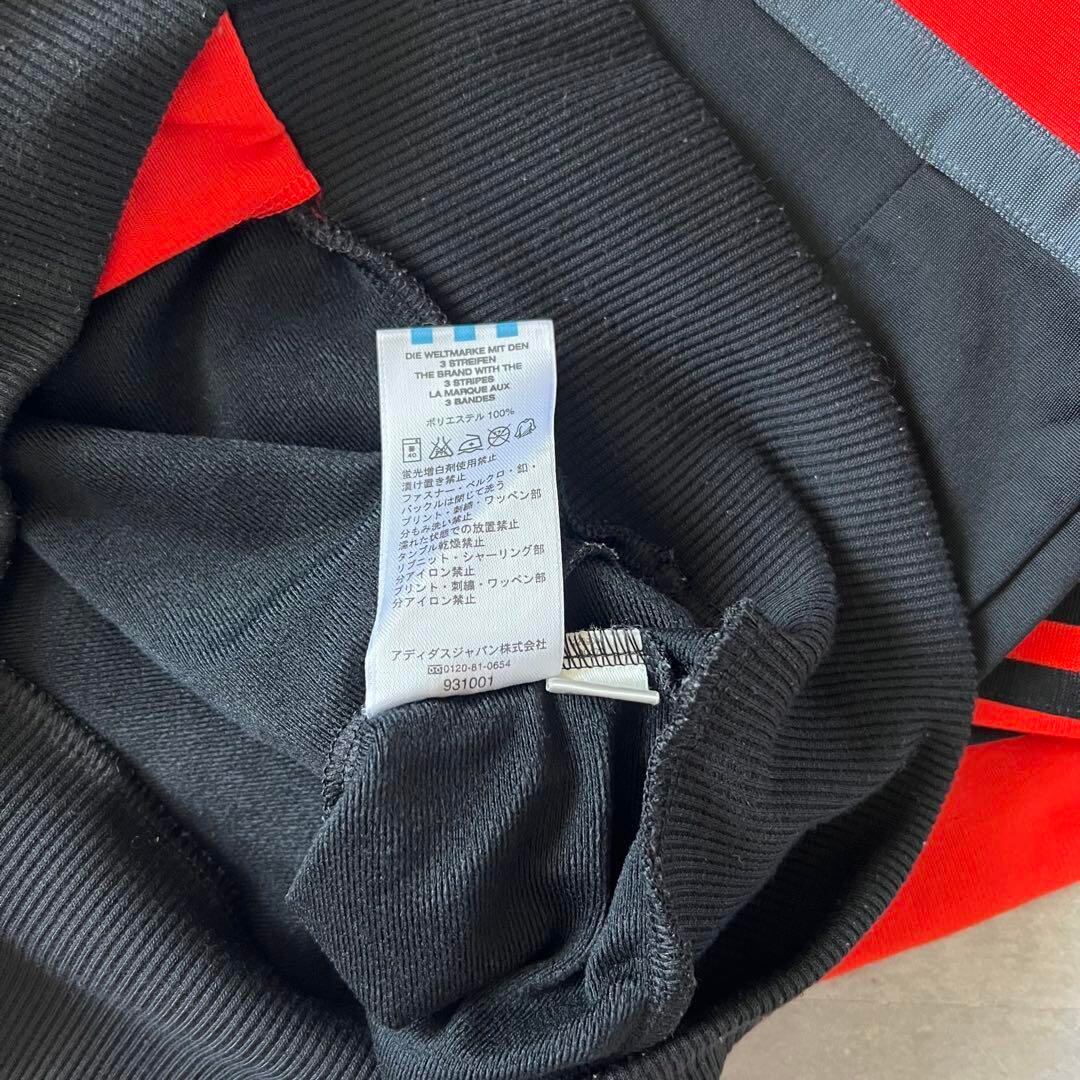 DIE WELTMARKE MIT DEN
3 STREIFEN
THE BRAND WITH THE
3 STRIPES
LA MARQUE AUX
3 BANDES
ポリエステル 100%
40
蛍光増白剤使用禁止
漬け置き禁止
ファスナー・ベルクロ・釦・
バックルは閉じて洗う
プリント・刺繍・ワッペン部
分もみ洗い禁止
濡れた状態での放置禁止
タンブル乾燥禁止
リブニット・シャーリング部
分アイロン禁止
プリント・刺繍・ワッペン部
分アイロン禁止
アディダスジャパン株式会社
0120-81-0654
931001